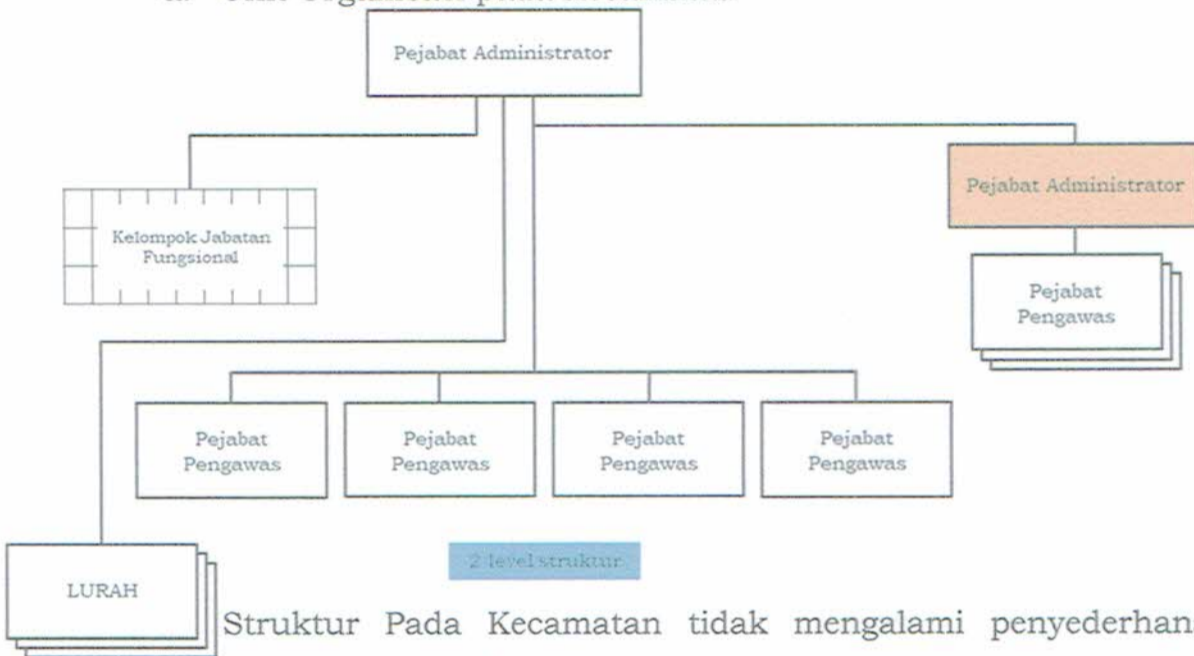 Pejabat Administrator
Pejabat Administrator
Kelompok Jabatan
Fungsional
Pejabat
Pengawas
Pejabat
Pengawas
Pejabat
Pengawas
Pejabat
Pengawas
Pejabat
Pengawas
2 level struktur
LURAH
Struktur Pada Kecamatan tidak mengalami penyederhan